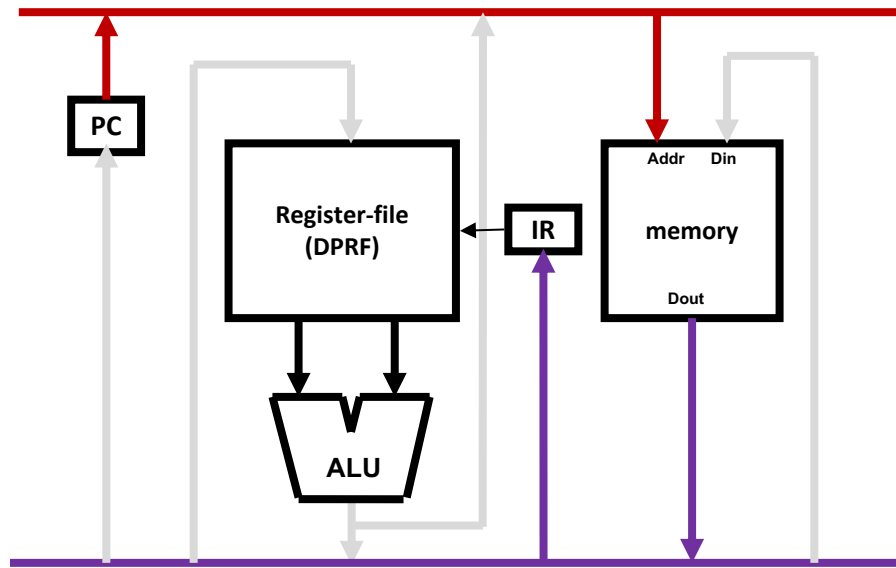 PC
Addr Din
Register-file
(DPRF)
IR
memory
Dout
ALU